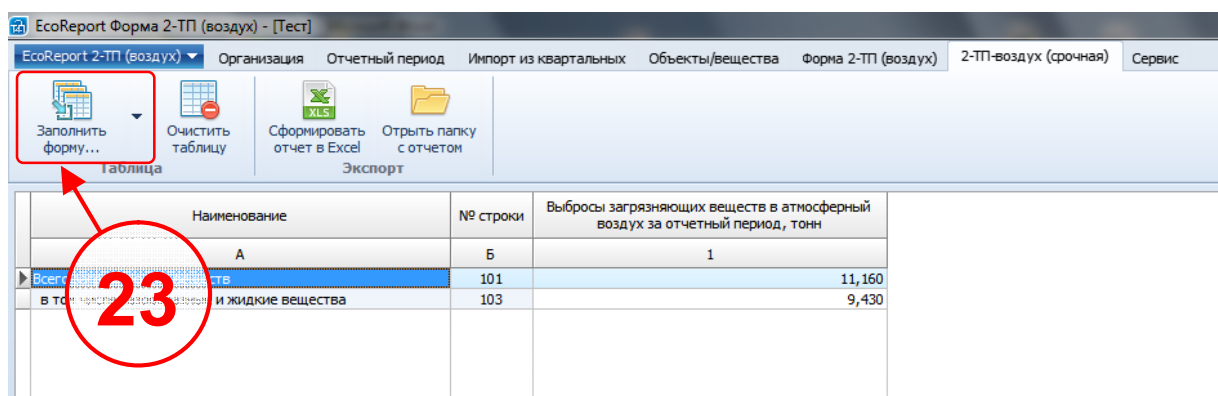 EcoReport Форма 2-ТП (воздух) - [Тест]
EcoReport 2-ТП (воздух) Организация Отчетный период Импорт из квартальных Объекты/вещества Форма 2-ТП (воздух) 2-ТП-воздух (срочная) Сервис
XLS
Заполнить Очистить Сформировать Отрыть папку
форму... таблицу отчет в Excel с отчетом
Таблица Экспорт
Наименование № строки Выбросы загрязняющих веществ в атмосферный
воздух за отчетный период, тонн
А Б 1
101 11,160
и жидкие вещества 103 9,430
23